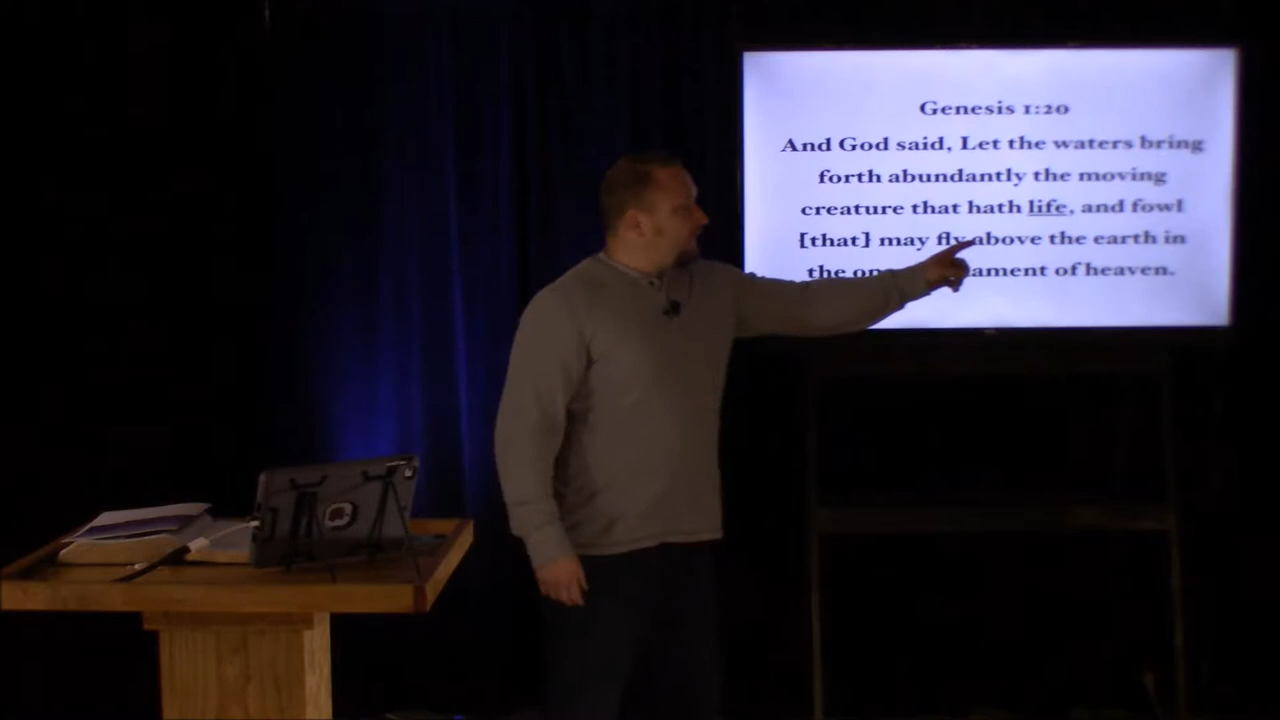 Genesis 1:20
And God said, Let the waters bring
forth abundantly the moving
creature that hath life, and fowl
[that] may fly above the earth in
the of heaven.